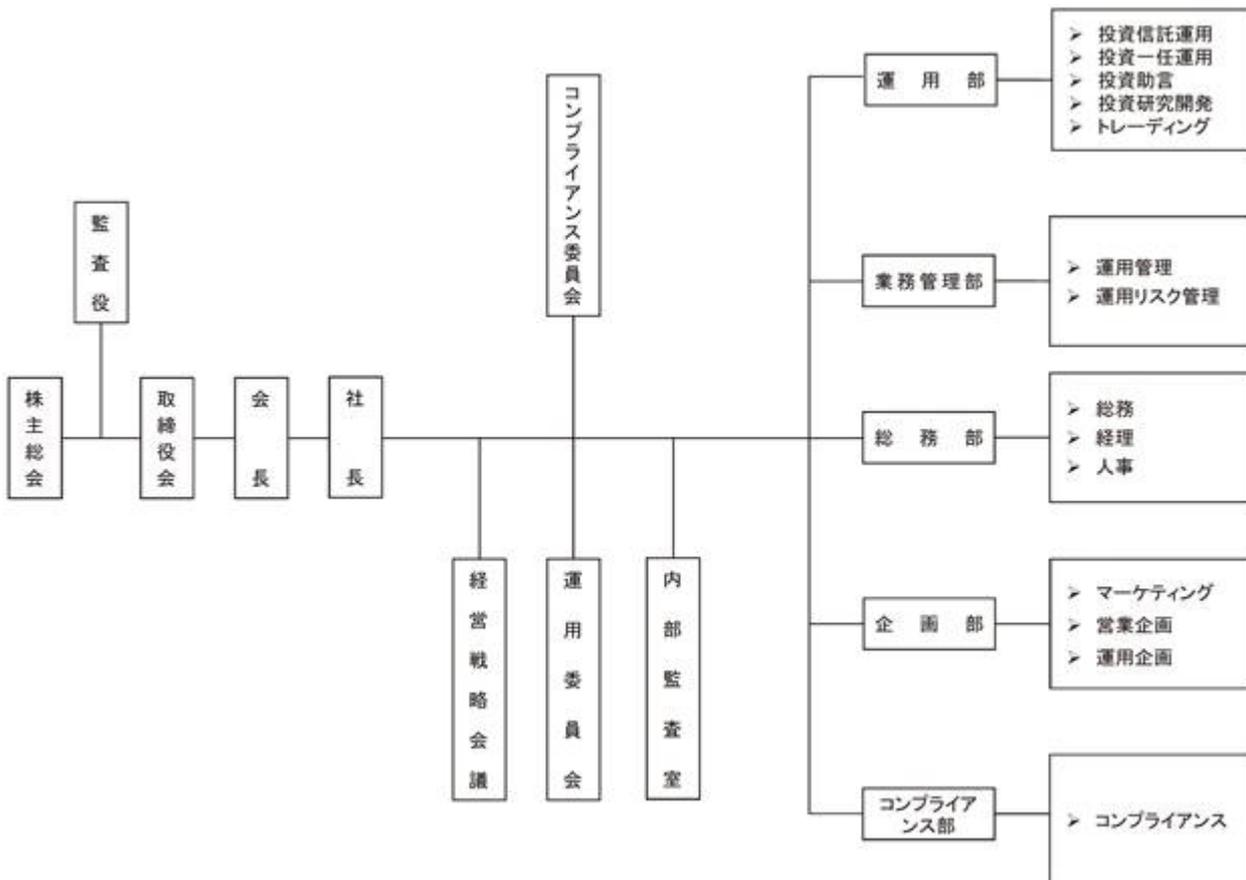 株主総会
監査役
取締役会
会長
社長
コンプライアンス委員会
経営戦略会議
運用委員会
内部監査室
運用部
➢ 投資信託運用
➢ 投資一任運用
➢ 投資助言
➢ 投資研究開発
➢ トレーディング
業務管理部
➢ 運用管理
➢ 運用リスク管理
総務部
➢ 総務
➢ 経理
➢ 人事
企画部
➢ マーケティング
➢ 営業企画
➢ 運用企画
コンプライア
ンス部
➢ コンプライアンス